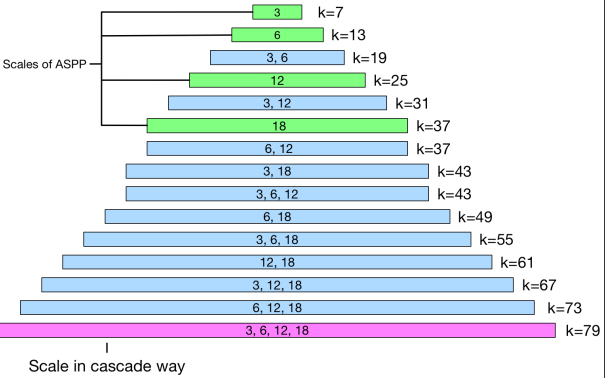 3 k=7
6 k=13
3, 6 k=19
Scales of ASPP
12 k=25
3, 12 k=31
18 k=37
6, 12 k=37
3, 18 k=43
3, 6, 12 k=43
6, 18 k=49
3, 6, 18 k=55
12, 18 k=61
3, 12, 18 k=67
6, 12, 18 k=73
3, 6, 12, 18 k=79
Scale in cascade way